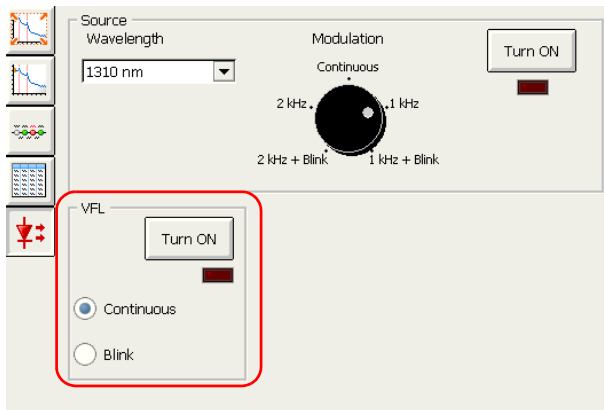 Source
Wavelength
Modulation
Turn ON
1310 nm
Continuous
2 kHz
1 kHz
2 kHz + Blink
1 kHz + Blink
VFL
Turn ON
Continuous
Blink